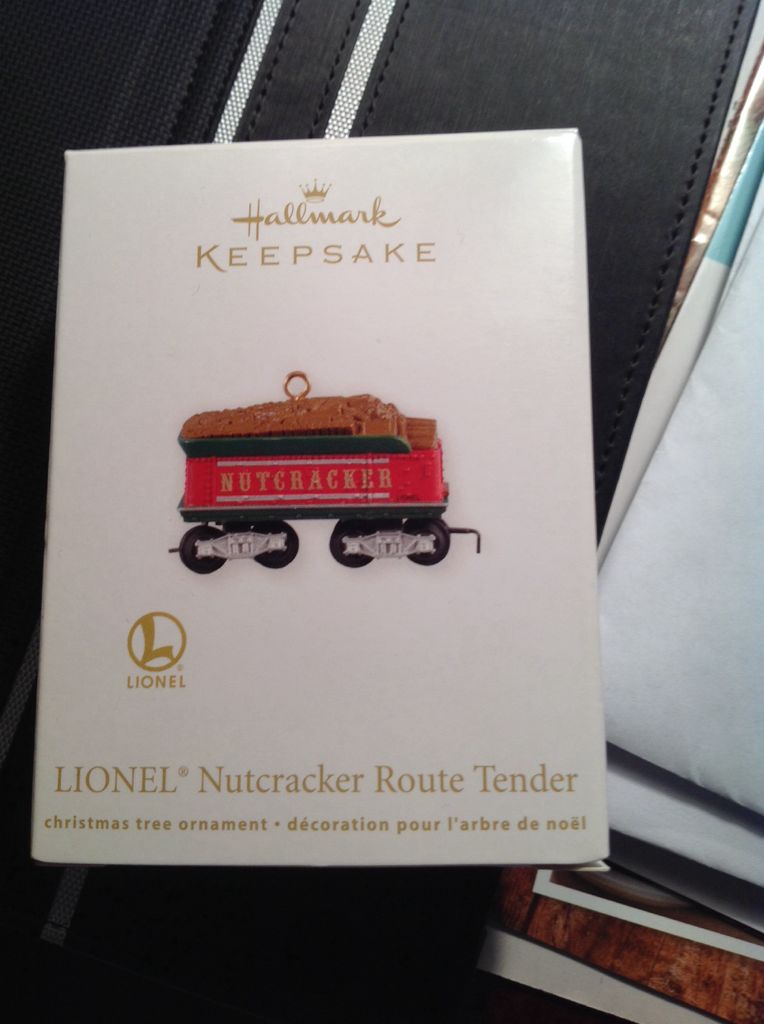 Hallmark
KEEPSAKE
NUTCRACKER
L
LIONEL
LIONEL® Nutcracker Route Tender
christmas tree ornament • décoration pour l'arbre de noël